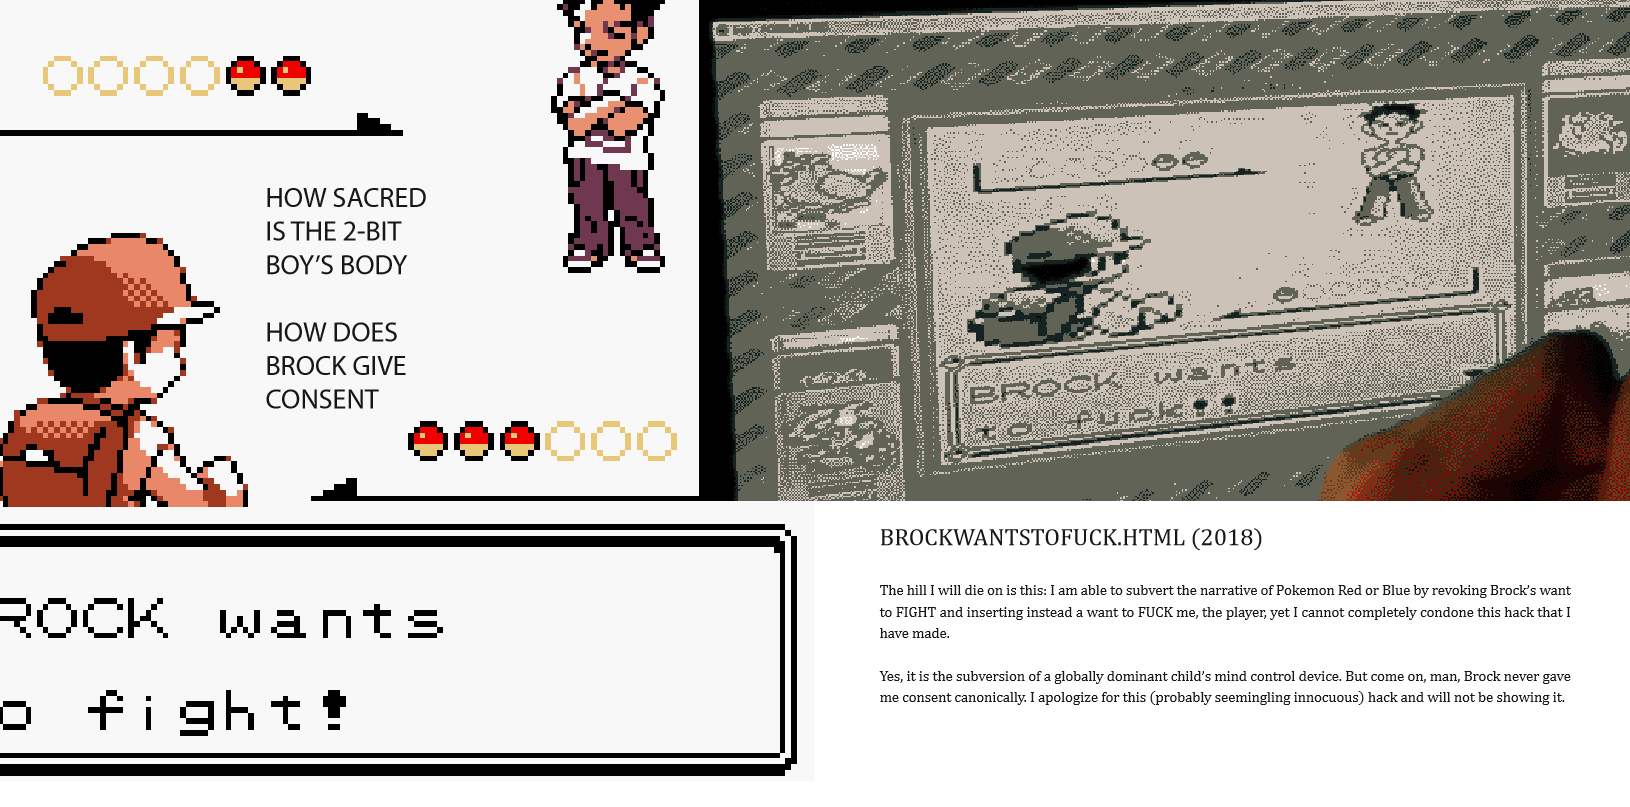 HOW SACRED
IS THE 2-BIT
BOY’S BODY
HOW DOES
BROCK GIVE
CONSENT
BROCK wants
to fuck!!
ROCK wants
o fight!
BROCKWANTSTOFUCK.HTML (2018)
The hill I will die on is this: I am able to subvert the narrative of Pokemon Red or Blue by revoking Brock’s want
to FIGHT and inserting instead a want to FUCK me, the player, yet I cannot completely condone this hack that I
have made.
Yes, it is the subversion of a globally dominant child’s mind control device. But come on, man, Brock never gave
me consent canonically. I apologize for this (probably seemingling innocuous) hack and will not be showing it.